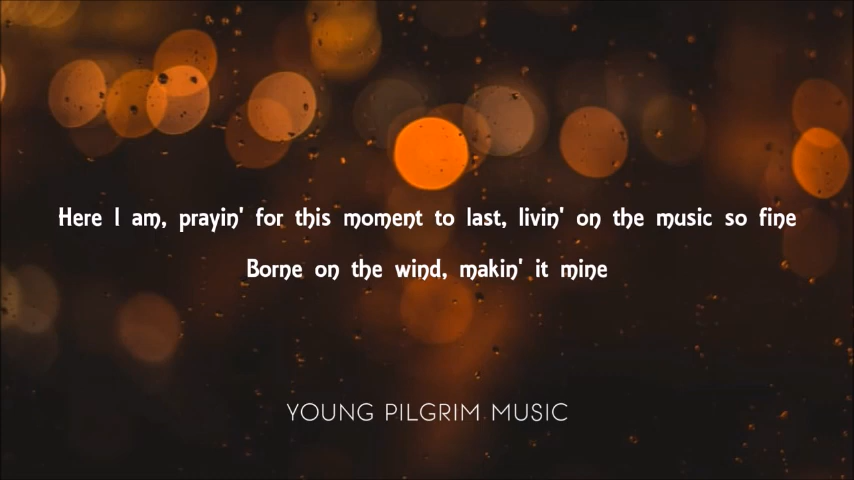 Here I am, prayin' for this moment to last, livin' on the music so fine
Borne on the wind, makin' it mine
YOUNG PILGRIM MUSIC